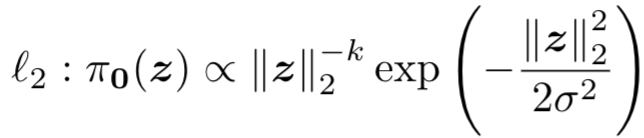 ℓ₂ : π₀(z) ∝ ‖z‖₂⁻ᵏ exp (−‖z‖₂² / 2σ²)